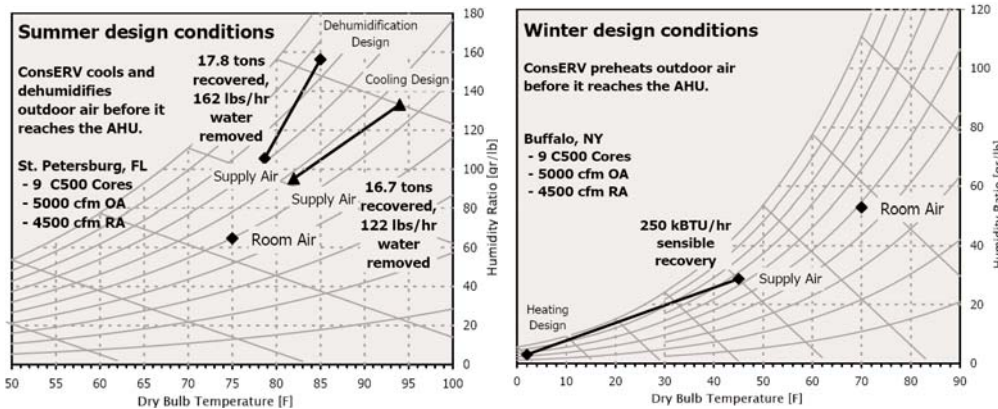 Summer design conditions
Dehumidification
Design
17.8 tons
recovered,
162 lbs/hr
water
removed
Cooling Design
ConsERV cools and
dehumidifies
outdoor air before it
reaches the AHU.
St. Petersburg, FL
- 9 C500 Cores
- 5000 cfm OA
- 4500 cfm RA
Supply Air
Supply Air
16.7 tons
recovered,
122 lbs/hr
water
removed
Room Air
180
160
140
120
100
80
60
40
20
0
Humidity Ratio [gr/lb]
50 55 60 65 70 75 80 85 90 95 100
Dry Bulb Temperature [F]
Winter design conditions
ConsERV preheats outdoor air
before it reaches the AHU.
Buffalo, NY
- 9 C500 Cores
- 5000 cfm OA
- 4500 cfm RA
Room Air
250 kBTU/hr
sensible
recovery
Supply Air
Heating
Design
120
100
80
60
40
20
0
Humidity Ratio [gr/lb]
0 10 20 30 40 50 60 70 80 90
Dry Bulb Temperature [F]